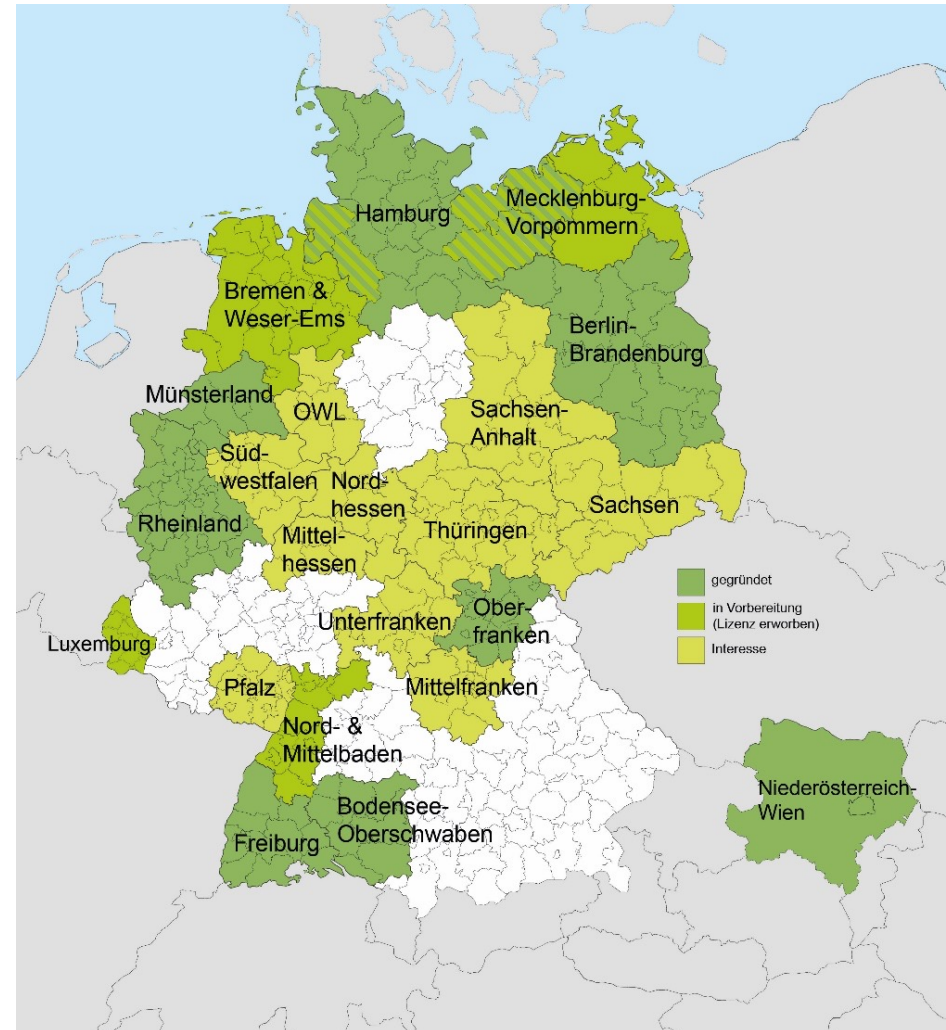 Hamburg
Mecklenburg-
Vorpommern
Bremen &
Weser-Ems
Berlin-
Brandenburg
Münsterland
OWL
Sachsen-
Anhalt
Süd-
westfalen
Nord-
hessen
Sachsen
Rheinland
Thüringen
Mittel-
hessen
gegründet
in Vorbereitung
(Lizenz erworben)
Interesse
Ober-
franken
Unterfranken
Luxemburg
Pfalz
Mittelfranken
Nord- &
Mittelbaden
Niederösterreich-
Wien
Bodensee-
Oberschwaben
Freiburg